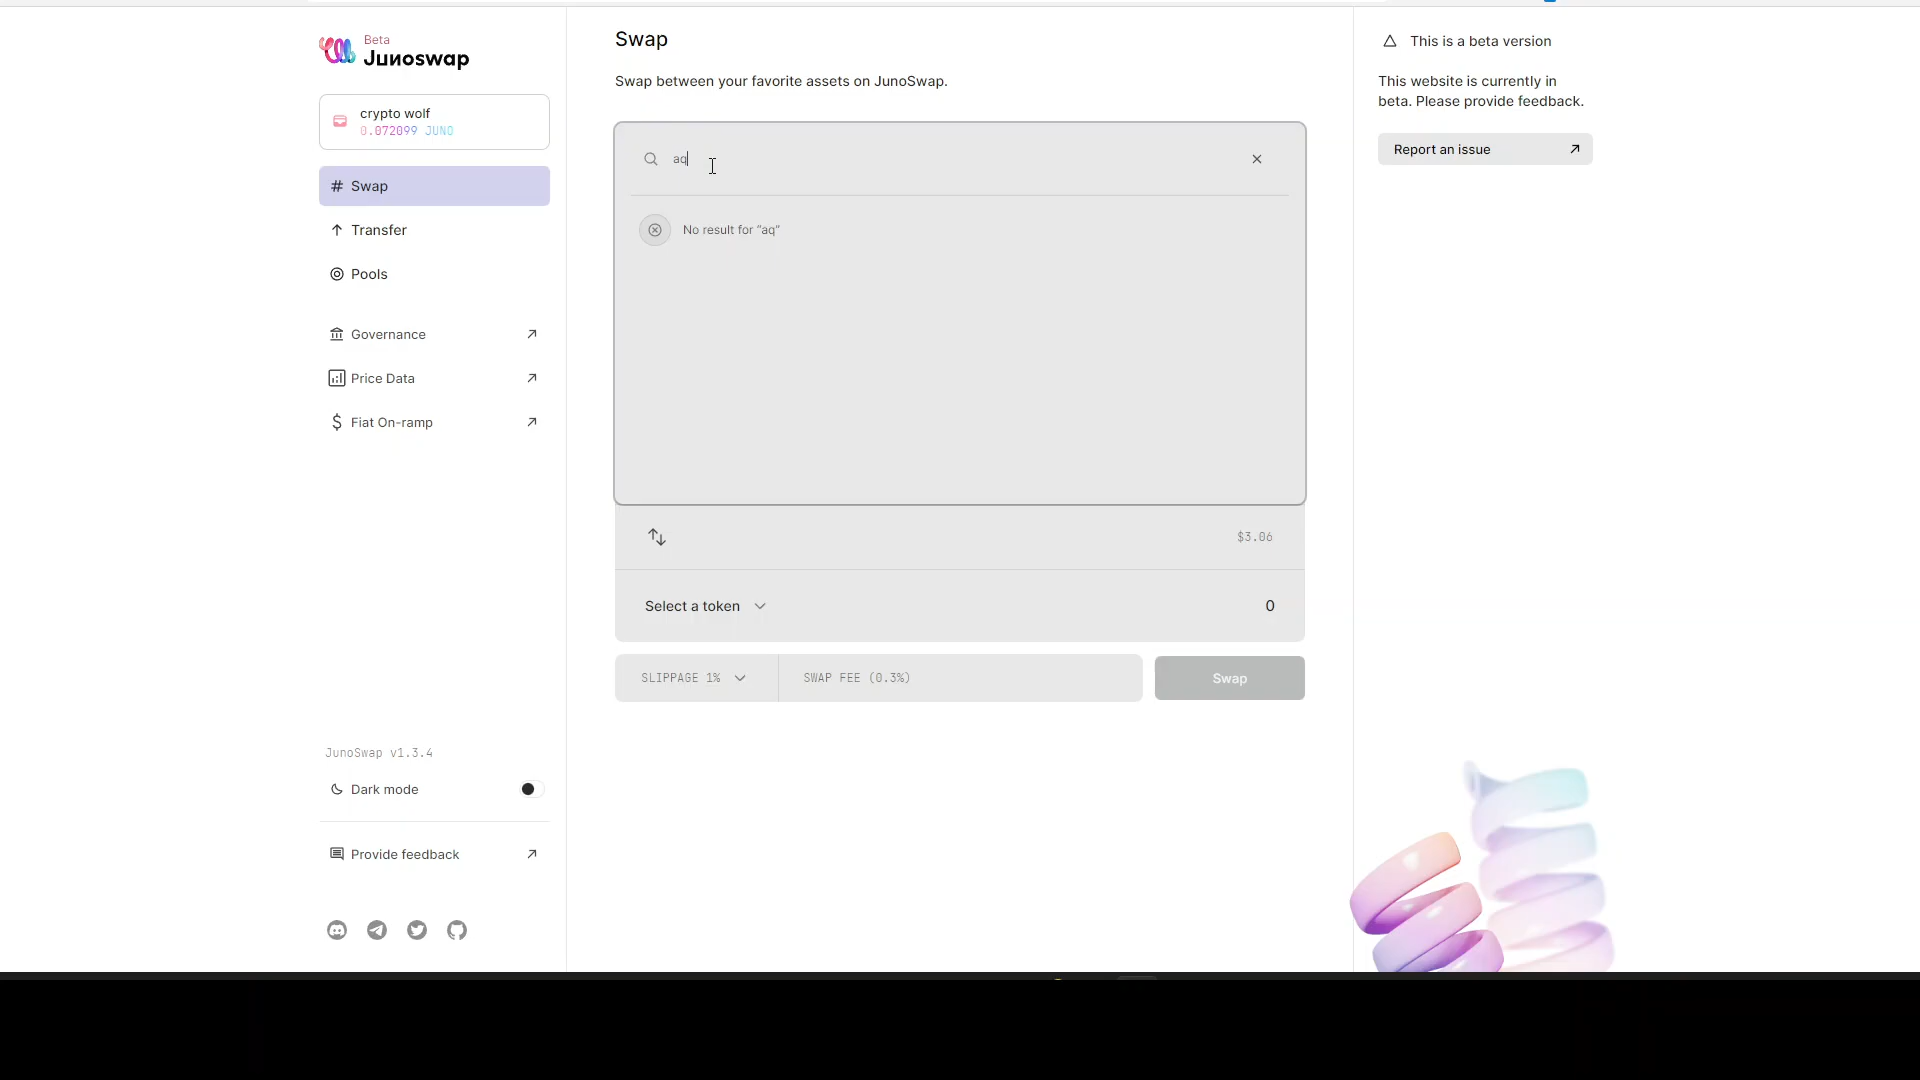 Beta
Junoswap
crypto wolf
0.072099 JUNO
Swap
Transfer
Pools
Governance
Price Data
Fiat On-ramp
JunoSwap v1.3.4
Dark mode
Provide feedback
Swap
Swap between your favorite assets on JunoSwap.
aq
No result for “aq”
$3.06
Select a token
0
SLIPPAGE 1%
SWAP FEE (0.3%)
Swap
This is a beta version
This website is currently in
beta. Please provide feedback.
Report an issue